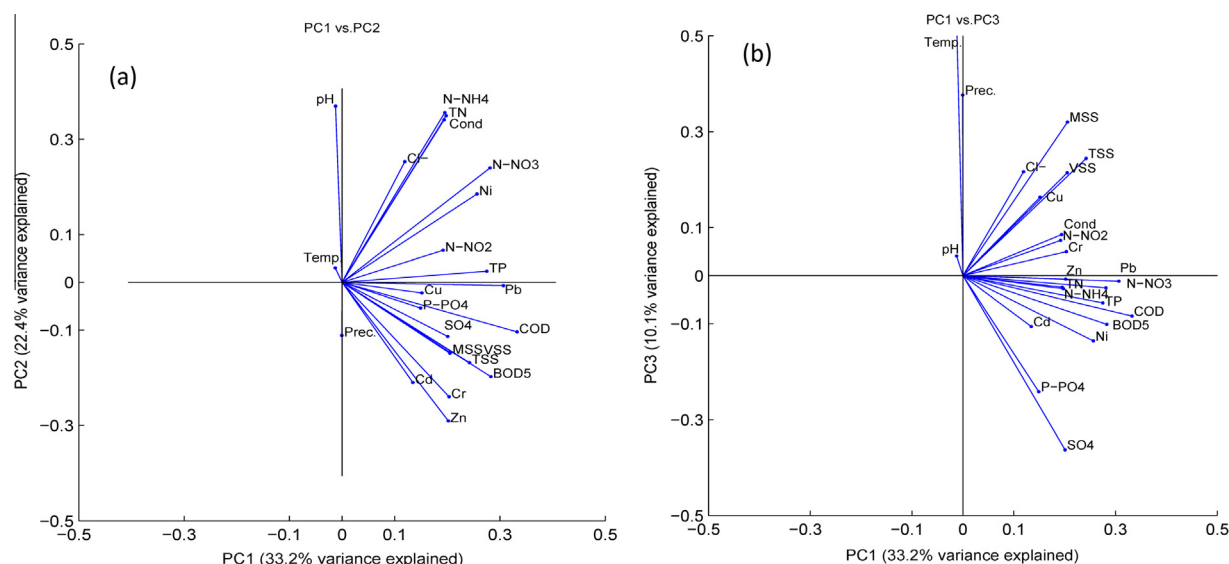 PC1 vs.PC2
(a)
0.5
0.3
0.1
0
−0.1
−0.3
−0.5
PC2 (22.4% variance explained)
pH
N−NH4
TN
Cond
Cl−
N−NO3
Ni
N−NO2
Temp.
TP
Cu
Pb
P−PO4
Prec.
SO4
COD
MSSVSS
TSS
BOD5
Cd
Cr
Zn
−0.5
−0.3
−0.1
0
0.1
0.3
0.5
PC1 (33.2% variance explained)
PC1 vs.PC3
(b)
0.5
0.3
0.1
0
−0.1
−0.3
−0.5
PC3 (10.1% variance explained)
Temp.
Prec.
MSS
TSS
Cl−
VSS
Cu
Cond
N−NO2
pH
Cr
Zn
Pb
TN
N−NO3
N−NH4
TP
COD
Cd
BOD5
Ni
P−PO4
SO4
−0.5
−0.3
−0.1
0
0.1
0.3
0.5
PC1 (33.2% variance explained)